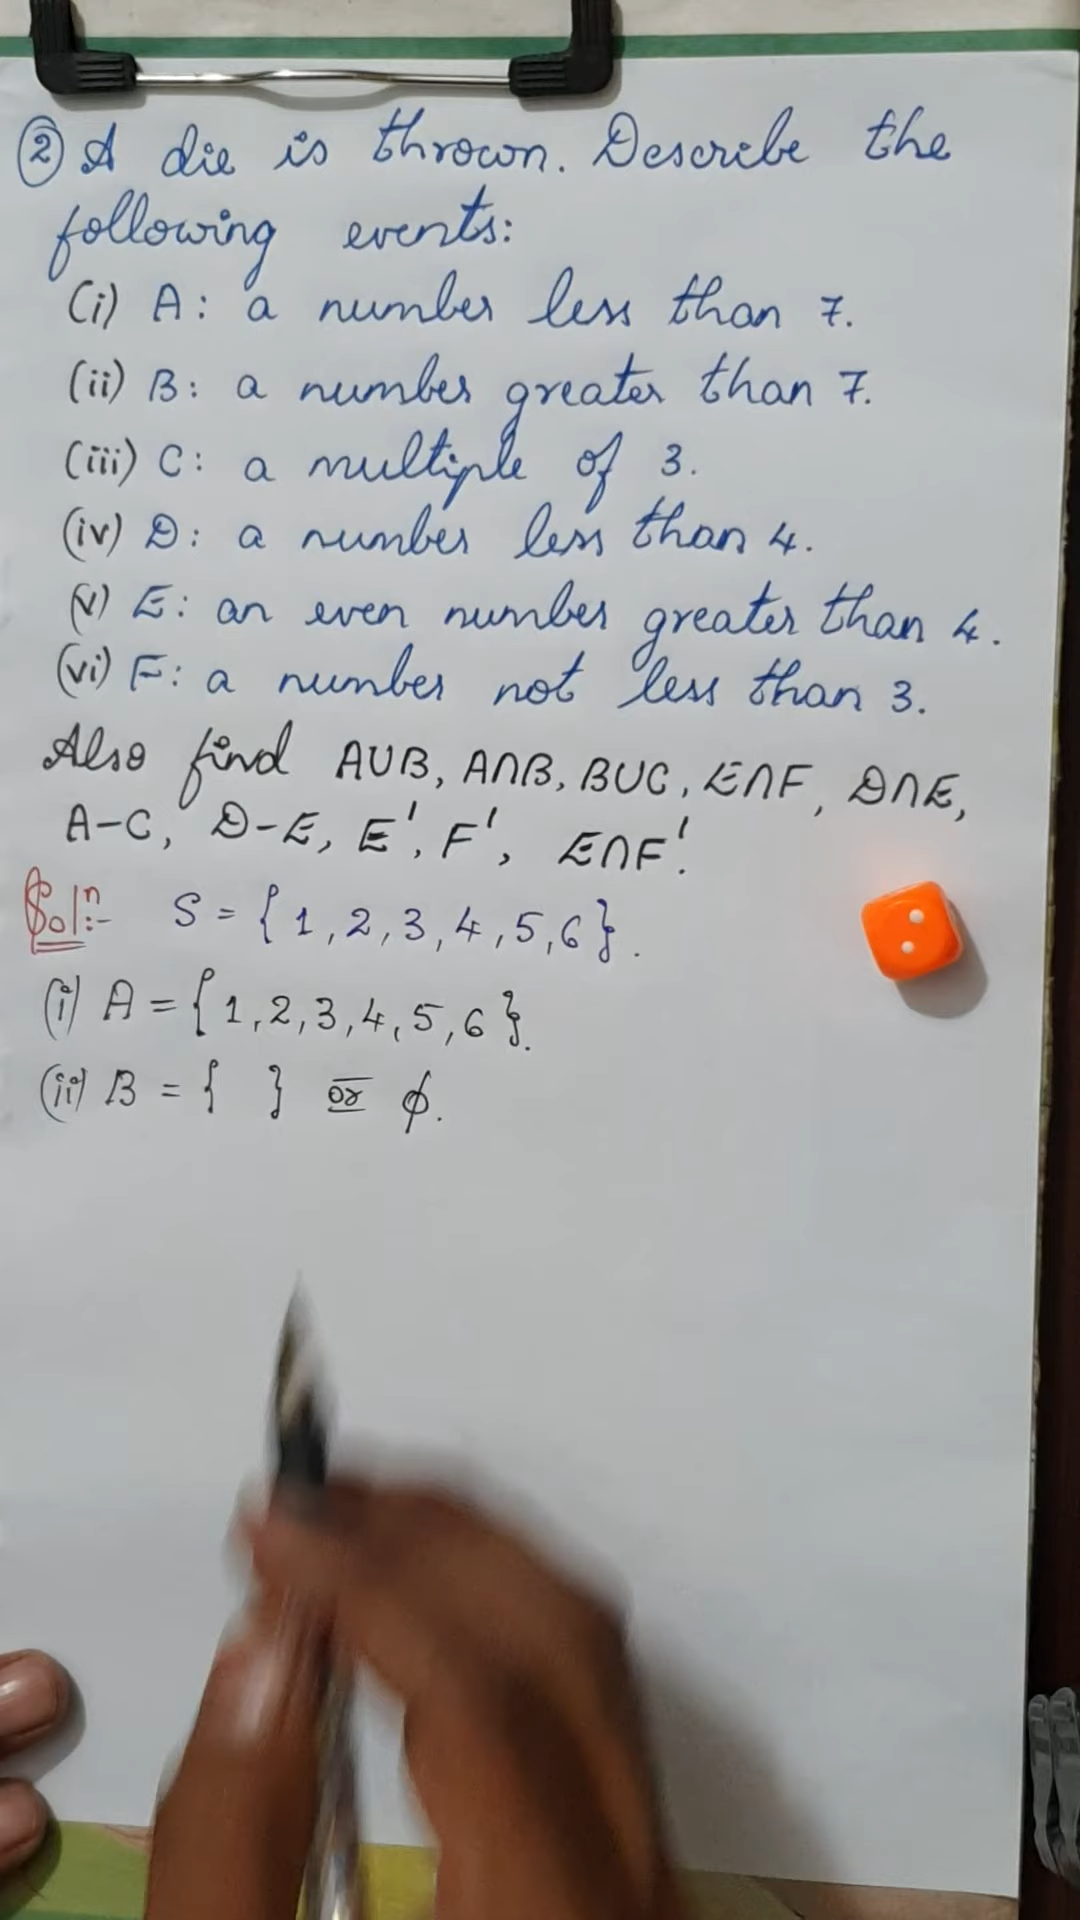 ② A die is thrown. Describe the
following events:
(i) A: a number less than 7.
(ii) B: a number greater than 7.
(iii) C: a multiple of 3.
(iv) D: a number less than 4.
(v) E: an even number greater than 4.
(vi) F: a number not less than 3.
Also find A∪B, A∩B, B∪C, E∩F, D∩E,
A-C, D-E, E', F', E∩F'.
Solⁿ:- S = { 1, 2, 3, 4, 5, 6 }.
(i) A = { 1, 2, 3, 4, 5, 6 }.
(ii) B = { } or ϕ.